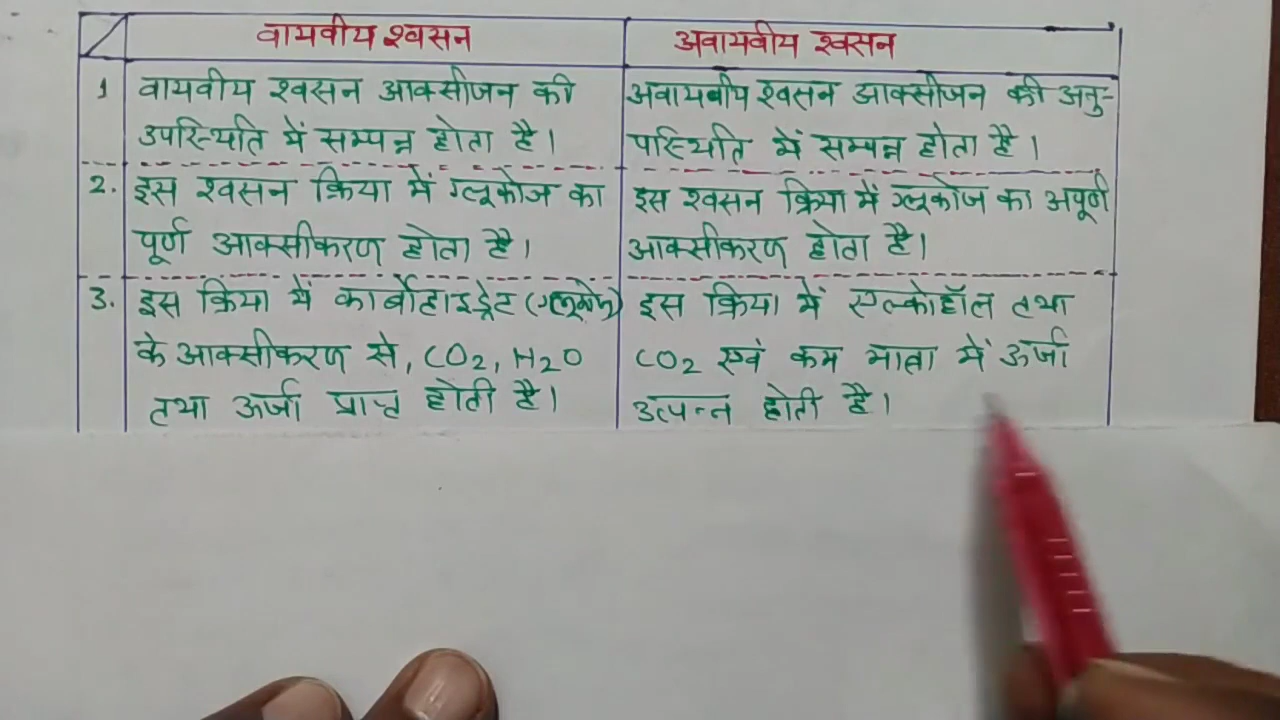 वायवीय श्वसन
अवायवीय श्वसन
1
वायवीय श्वसन आक्सीजन की
उपस्थिति में सम्पन्न होता है।
अवायवीय श्वसन आक्सीजन की अनु-
पस्थिति में सम्पन्न होता है।
2.
इस श्वसन क्रिया में ग्लूकोज का
पूर्ण आक्सीकरण होता है।
इस श्वसन क्रिया में ग्लूकोज का अपूर्ण
आक्सीकरण होता है।
3.
इस क्रिया में कार्बोहाइड्रेट (ग्लूकोज)
के आक्सीकरण से, CO2, H2O
तथा ऊर्जा प्राप्त होती है।
इस क्रिया में एल्कोहॉल तथा
CO2 एवं कम मात्रा में ऊर्जा
उत्पन्न होती है।